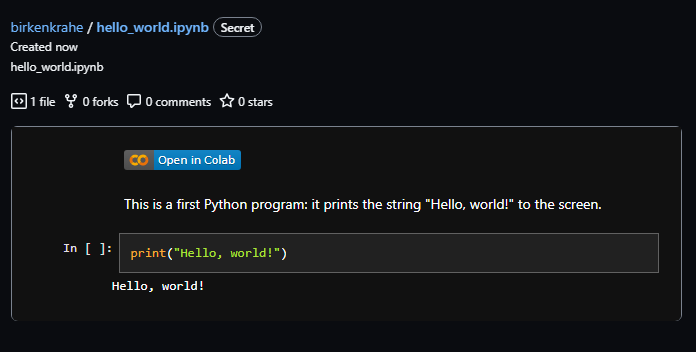 birkenkrahe / hello_world.ipynb Secret
Created now
hello_world.ipynb
1 file 0 forks 0 comments 0 stars
Open in Colab
This is a first Python program: it prints the string "Hello, world!" to the screen.
In [ ]: print("Hello, world!")
Hello, world!